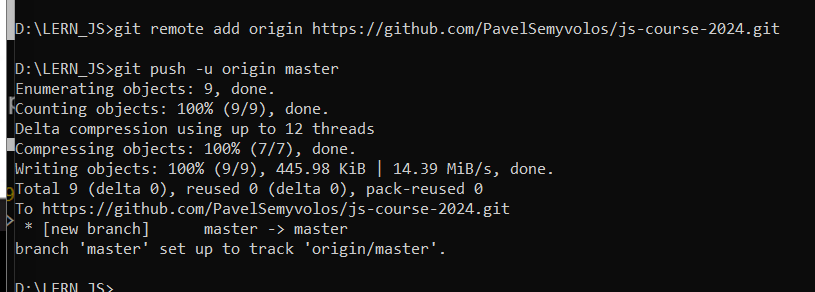 D:\LERN_JS>git remote add origin https://github.com/PavelSemyvolos/js-course-2024.git
D:\LERN_JS>git push -u origin master
Enumerating objects: 9, done.
Counting objects: 100% (9/9), done.
Delta compression using up to 12 threads
Compressing objects: 100% (7/7), done.
Writing objects: 100% (9/9), 445.98 KiB | 14.39 MiB/s, done.
Total 9 (delta 0), reused 0 (delta 0), pack-reused 0
To https://github.com/PavelSemyvolos/js-course-2024.git
 * [new branch]      master -> master
branch 'master' set up to track 'origin/master'.
D:\LERN_JS>